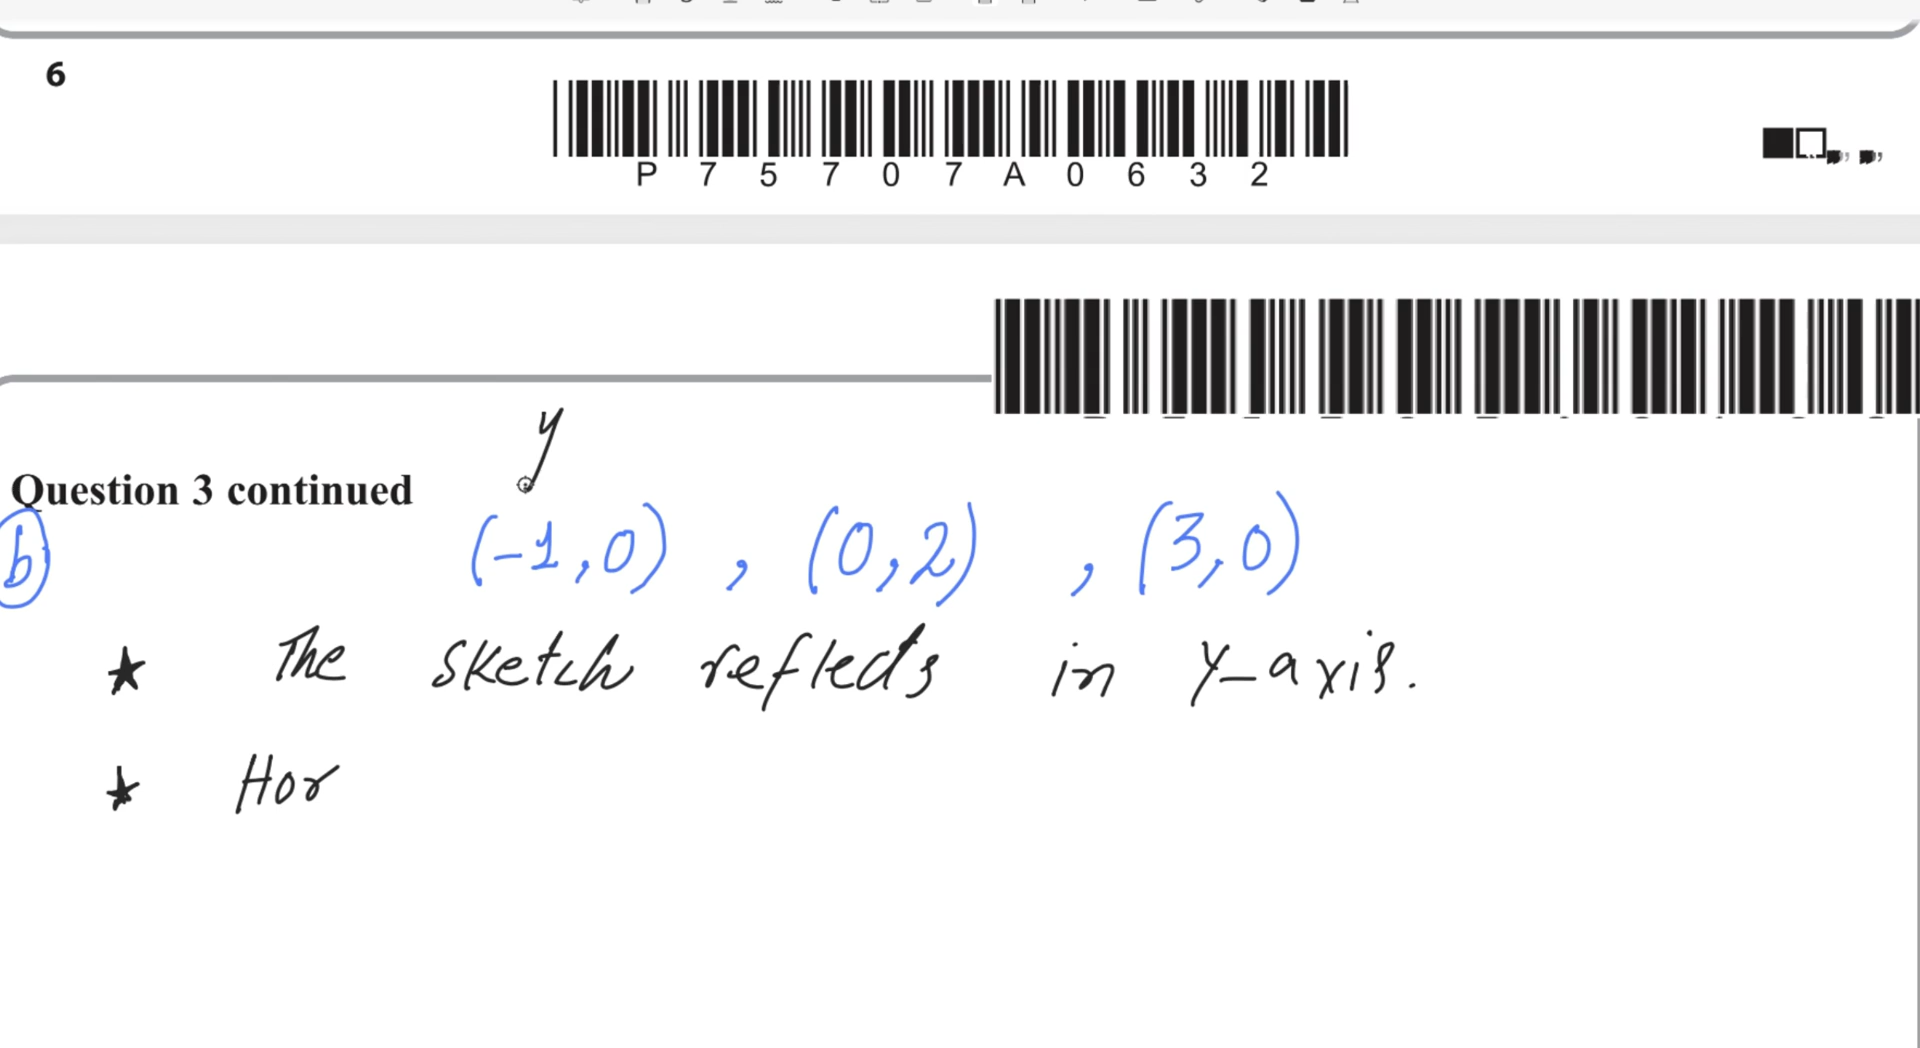 6
P 7 5 7 0 7 A 0 6 3 2
y
Question 3 continued
b (-1,0) , (0,2) , (3,0)
★ The sketch reflects in y-axis.
★ Hor